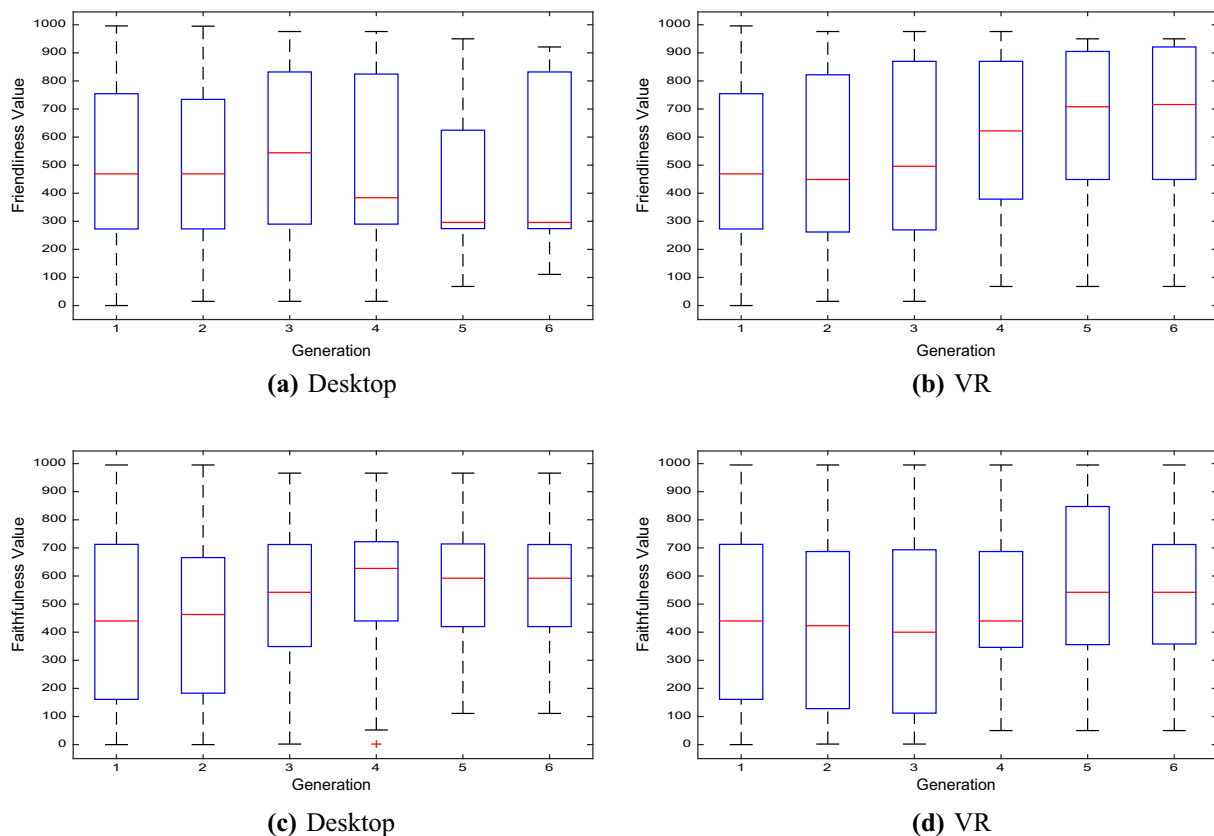 1000
900
800
700
600
500
400
300
200
100
0
Friendliness Value
1 2 3 4 5 6
Generation
(a) Desktop
1000
900
800
700
600
500
400
300
200
100
0
Friendliness Value
1 2 3 4 5 6
Generation
(b) VR
1000
900
800
700
600
500
400
300
200
100
0
Faithfulness Value
1 2 3 4 5 6
Generation
(c) Desktop
1000
900
800
700
600
500
400
300
200
100
0
Faithfulness Value
1 2 3 4 5 6
Generation
(d) VR